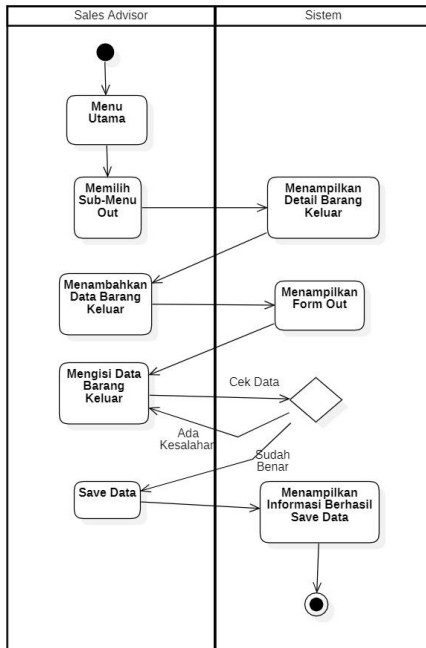 Sales Advisor
Sistem
Menu
Utama
Memilih
Sub-Menu
Out
Menampilkan
Detail Barang
Keluar
Menambahkan
Data Barang
Keluar
Menampilkan
Form Out
Mengisi Data
Barang
Keluar
Cek Data
Ada
Kesalahar
Sudah
Benar
Save Data
Menampilkan
Informasi Berhasil
Save Data